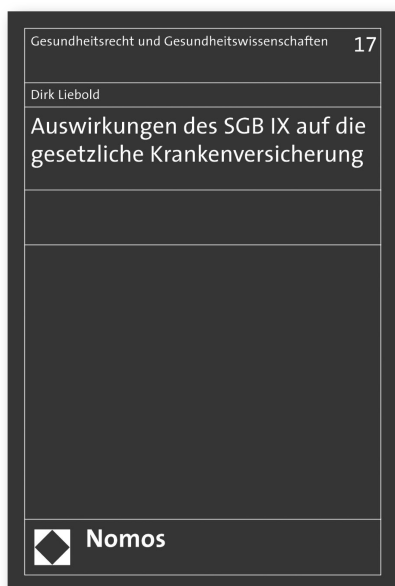 Gesundheitsrecht und Gesundheitswissenschaften 17
Dirk Liebold
Auswirkungen des SGB IX auf die
gesetzliche Krankenversicherung
Nomos